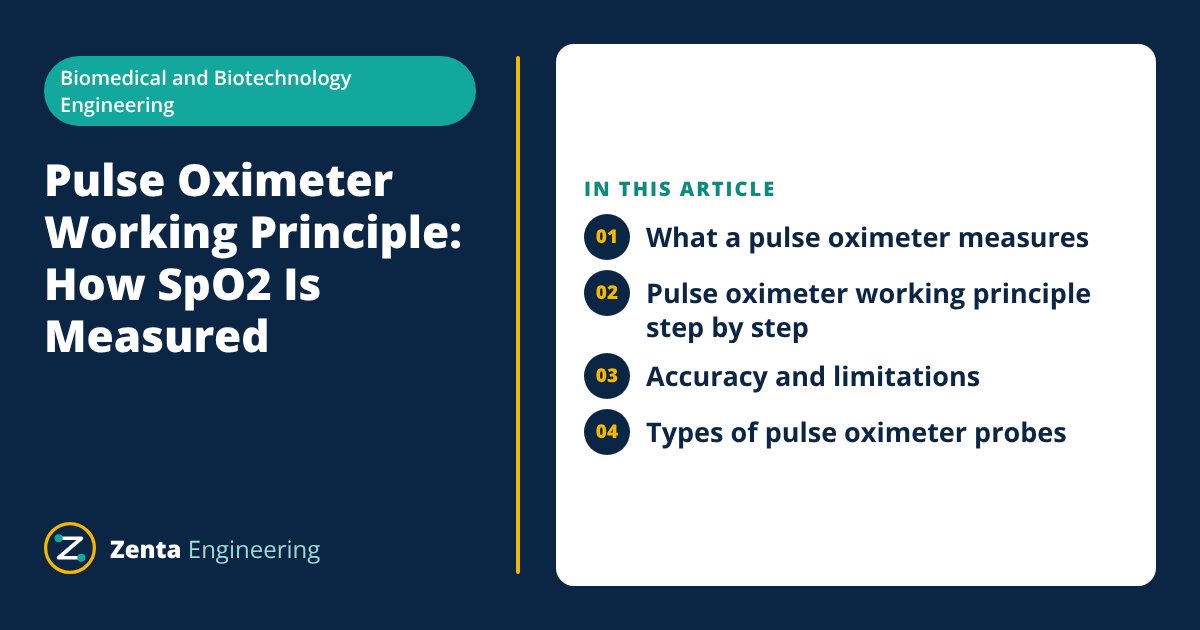 Biomedical and Biotechnology
Engineering
Pulse Oximeter
Working Principle:
How SpO2 Is
Measured
Zenta Engineering
IN THIS ARTICLE
01 What a pulse oximeter measures
02 Pulse oximeter working principle
step by step
03 Accuracy and limitations
04 Types of pulse oximeter probes